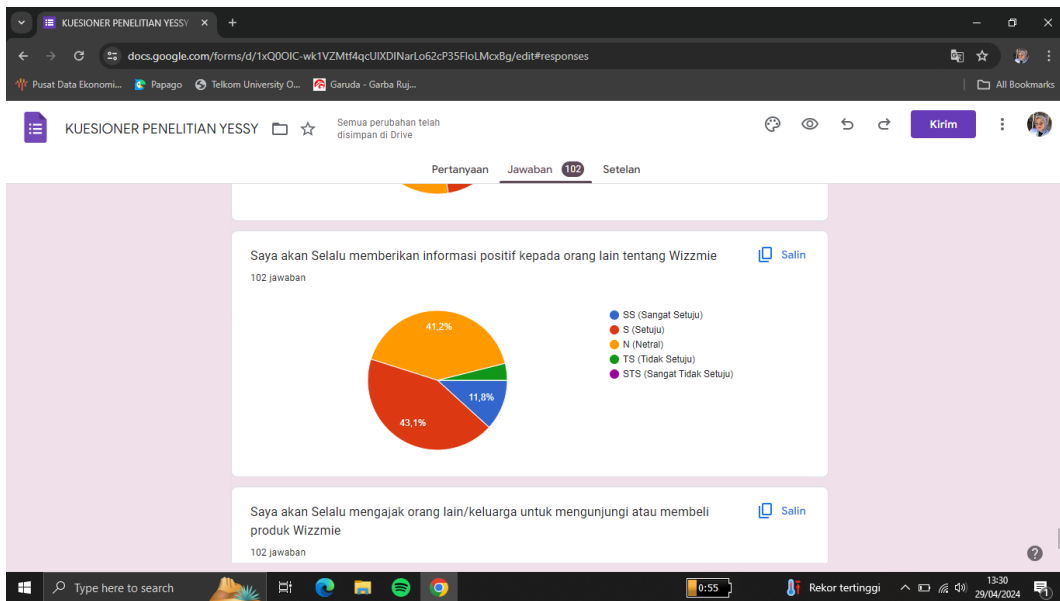 KUESIONER PENELITIAN YESSY
docs.google.com/forms/d/1xQ0OlC-wk1VZMtf4qcUlXDlNarLo62cP35FloLMcxBg/edit#responses
Pusat Data Ekonomi... Papago Telkom University O... Garuda - Garba Ruj... All Bookmarks
KUESIONER PENELITIAN YESSY
Semua perubahan telah
disimpan di Drive
Kirim
Pertanyaan Jawaban 102 Setelan
Saya akan Selalu memberikan informasi positif kepada orang lain tentang Wizzmie
Salin
102 jawaban
SS (Sangat Setuju)
S (Setuju)
N (Netral)
TS (Tidak Setuju)
STS (Sangat Tidak Setuju)
41,2%
11,8%
43,1%
Saya akan Selalu mengajak orang lain/keluarga untuk mengunjungi atau membeli
produk Wizzmie
Salin
102 jawaban
Type here to search
0:55
Rekor tertinggi
13:30
29/04/2024
1